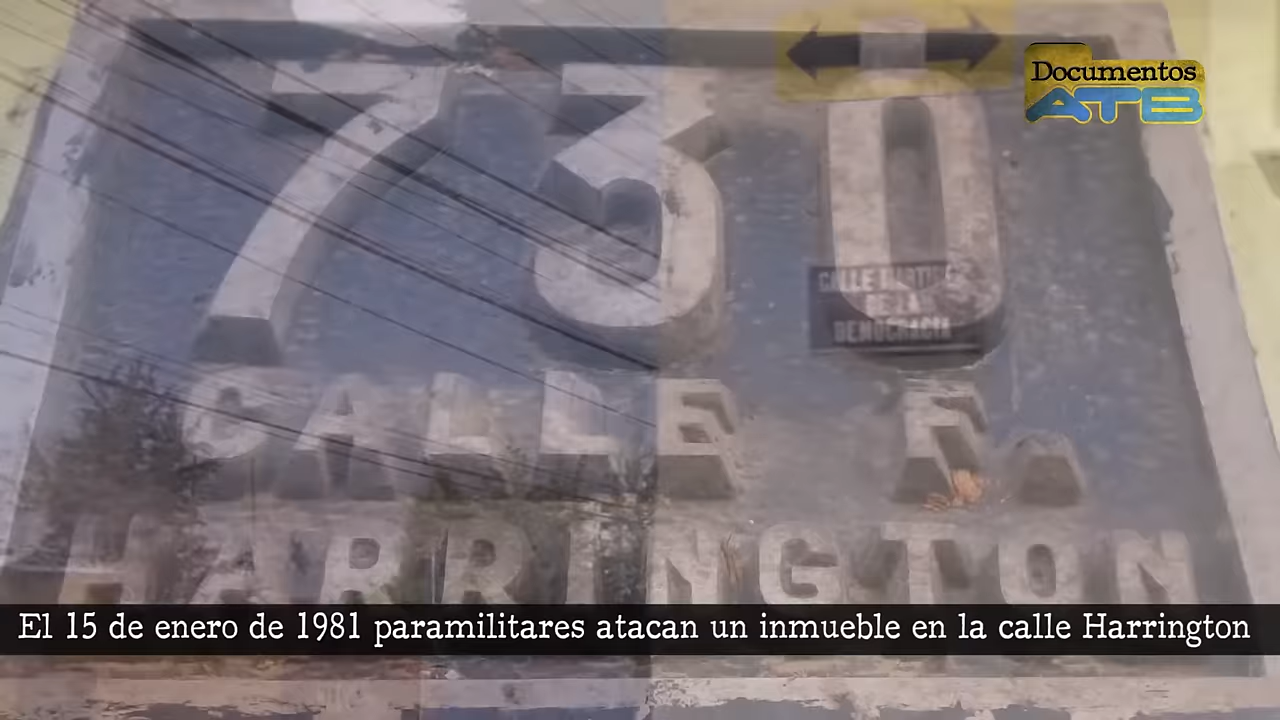 730
Documentos
ATB
CALLE MARTIRES
DE LA
DEMOCRACIA
CALLE F.
HARRINGTON
El 15 de enero de 1981 paramilitares atacan un inmueble en la calle Harrington